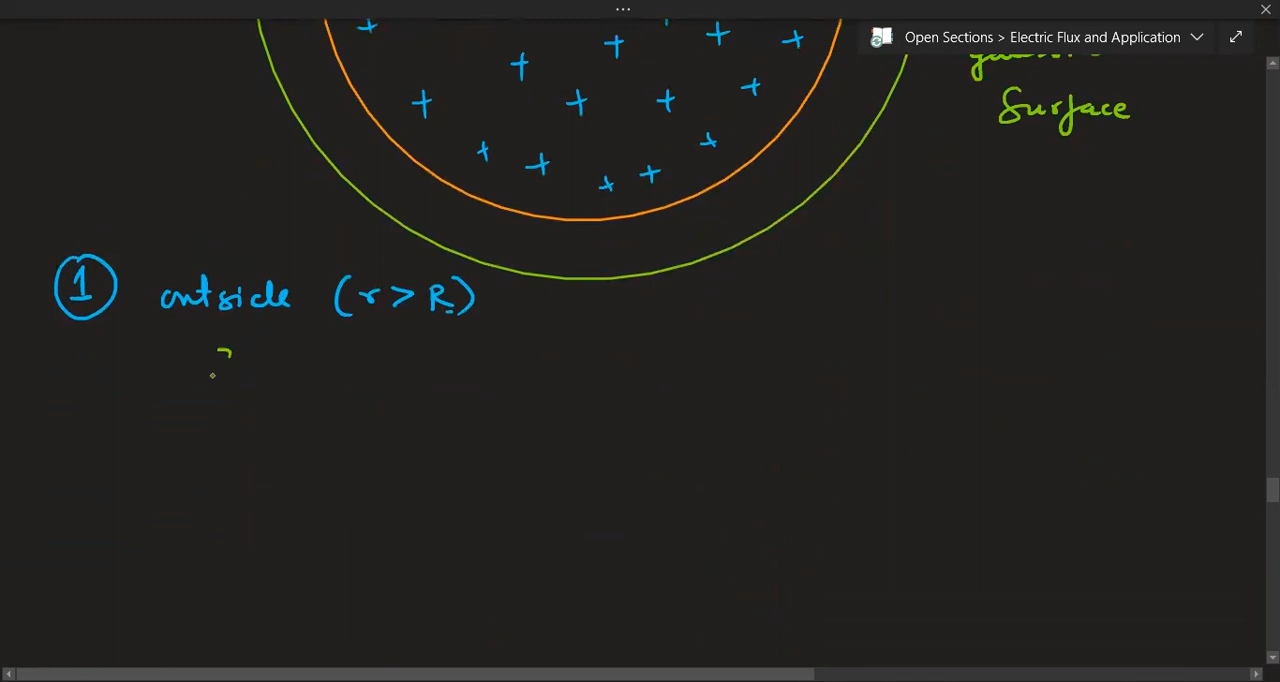 Open Sections > Electric Flux and Application
Surface
1 outside (r > R)